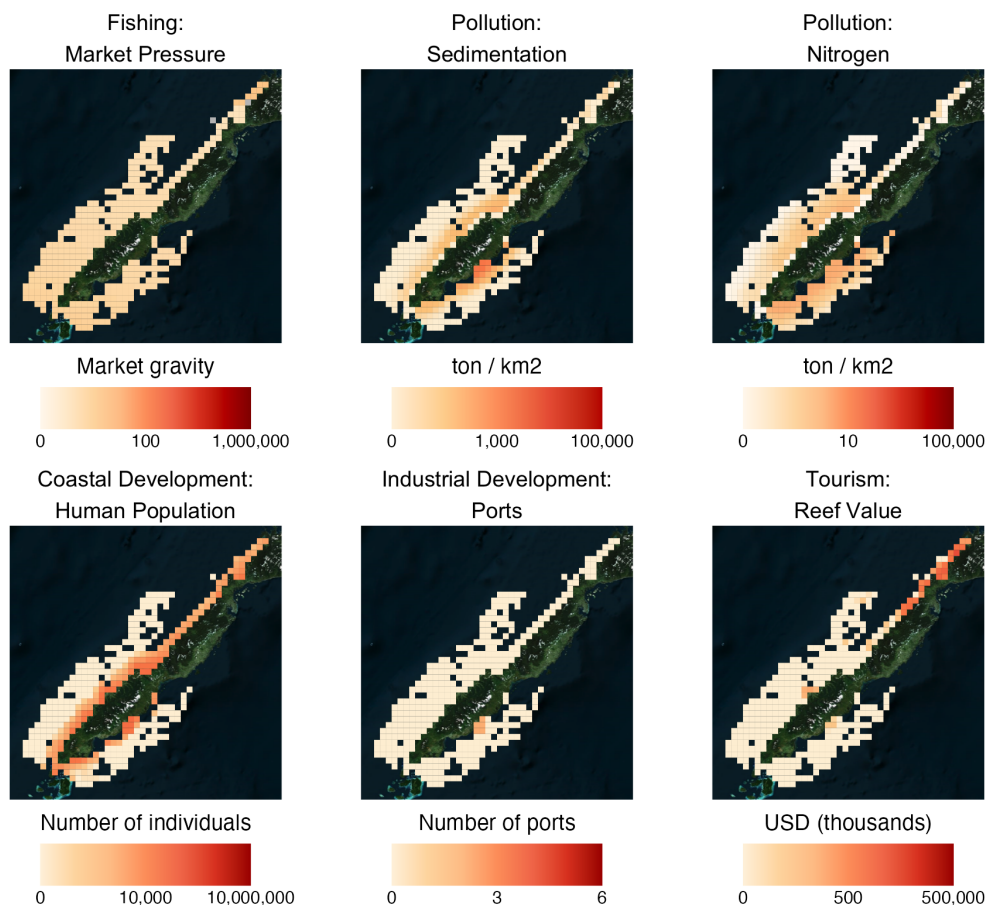 Fishing:
Market Pressure
Pollution:
Sedimentation
Pollution:
Nitrogen
Market gravity
0 100 1,000,000
ton / km2
0 1,000 100,000
ton / km2
0 10 100,000
Coastal Development:
Human Population
Industrial Development:
Ports
Tourism:
Reef Value
Number of individuals
0 10,000 10,000,000
Number of ports
0 3 6
USD (thousands)
0 500 500,000